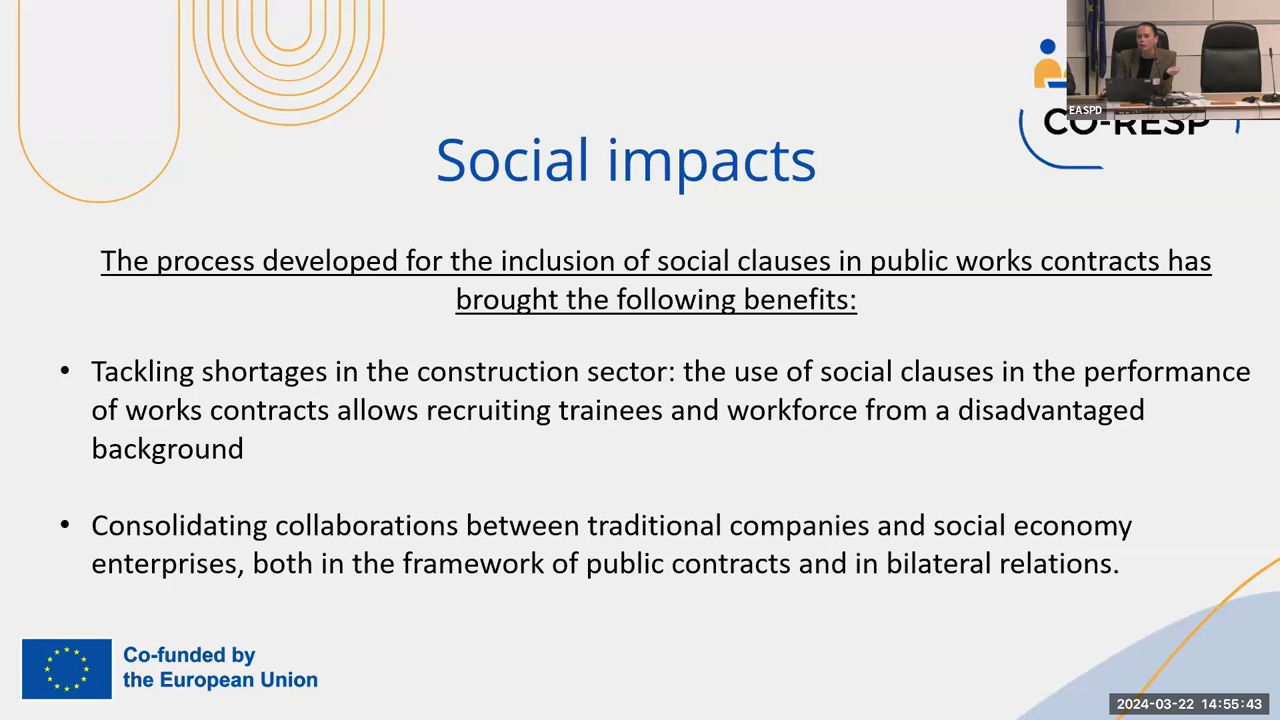 EASPD
CO-RESP
Social impacts
The process developed for the inclusion of social clauses in public works contracts has
brought the following benefits:
• Tackling shortages in the construction sector: the use of social clauses in the performance
of works contracts allows recruiting trainees and workforce from a disadvantaged
background
• Consolidating collaborations between traditional companies and social economy
enterprises, both in the framework of public contracts and in bilateral relations.
Co-funded by
the European Union
2024-03-22 14:55:43